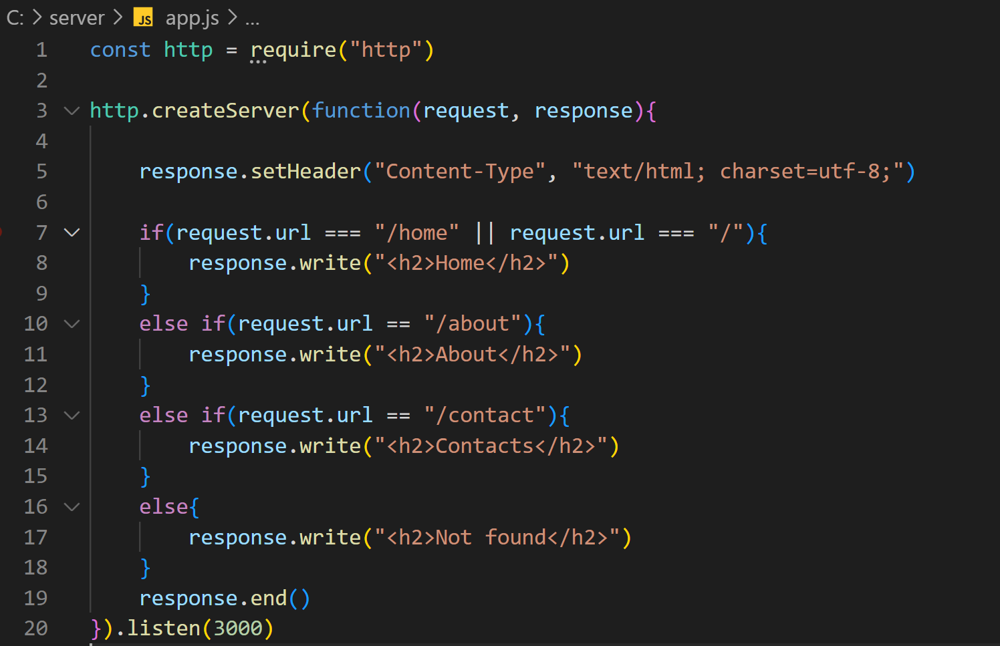 C: > server > JS app.js > ...
1 const http = require("http")
2
3 http.createServer(function(request, response){
4
5     response.setHeader("Content-Type", "text/html; charset=utf-8;")
6
7     if(request.url === "/home" || request.url === "/"){
8         response.write("<h2>Home</h2>")
9     }
10     else if(request.url == "/about"){
11         response.write("<h2>About</h2>")
12     }
13     else if(request.url == "/contact"){
14         response.write("<h2>Contacts</h2>")
15     }
16     else{
17         response.write("<h2>Not found</h2>")
18     }
19     response.end()
20 }).listen(3000)